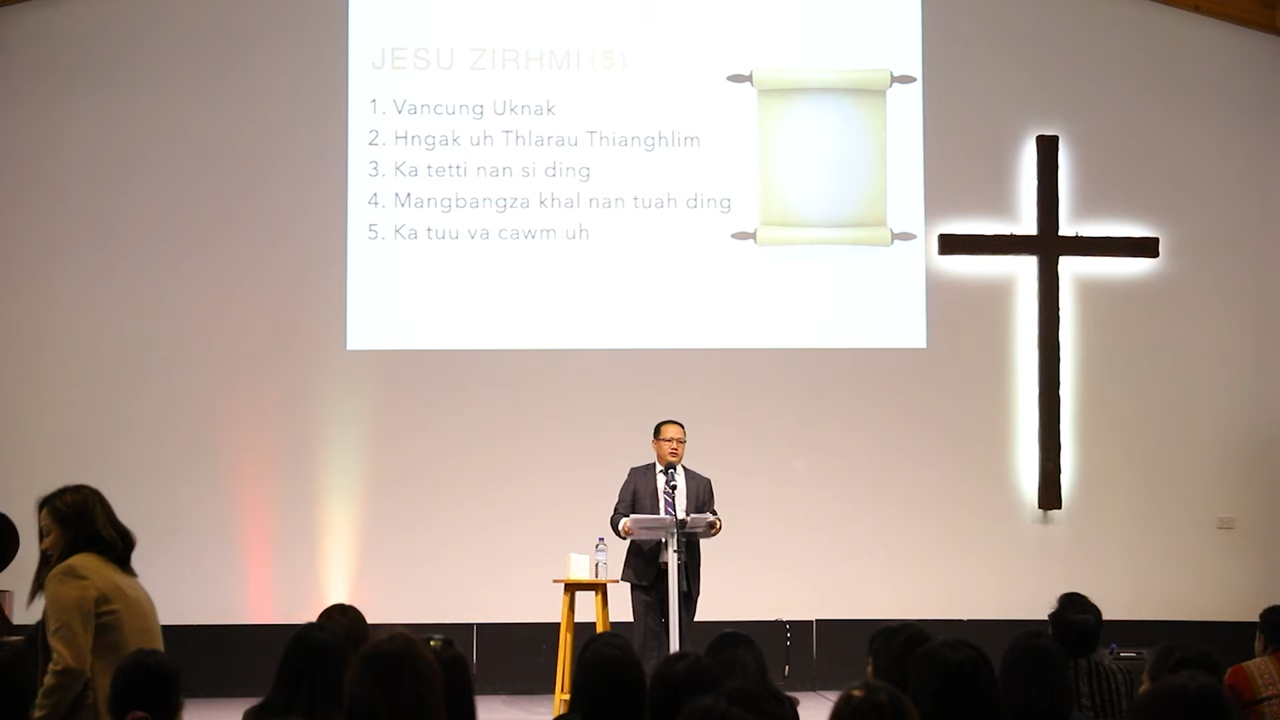 JESU ZIRHMI (5)
1. Vancung Uknak
2. Hngak uh Thlarau Thianghlim
3. Ka tetti nan si ding
4. Mangbangza khal nan tuah ding
5. Ka tuu va cawm uh